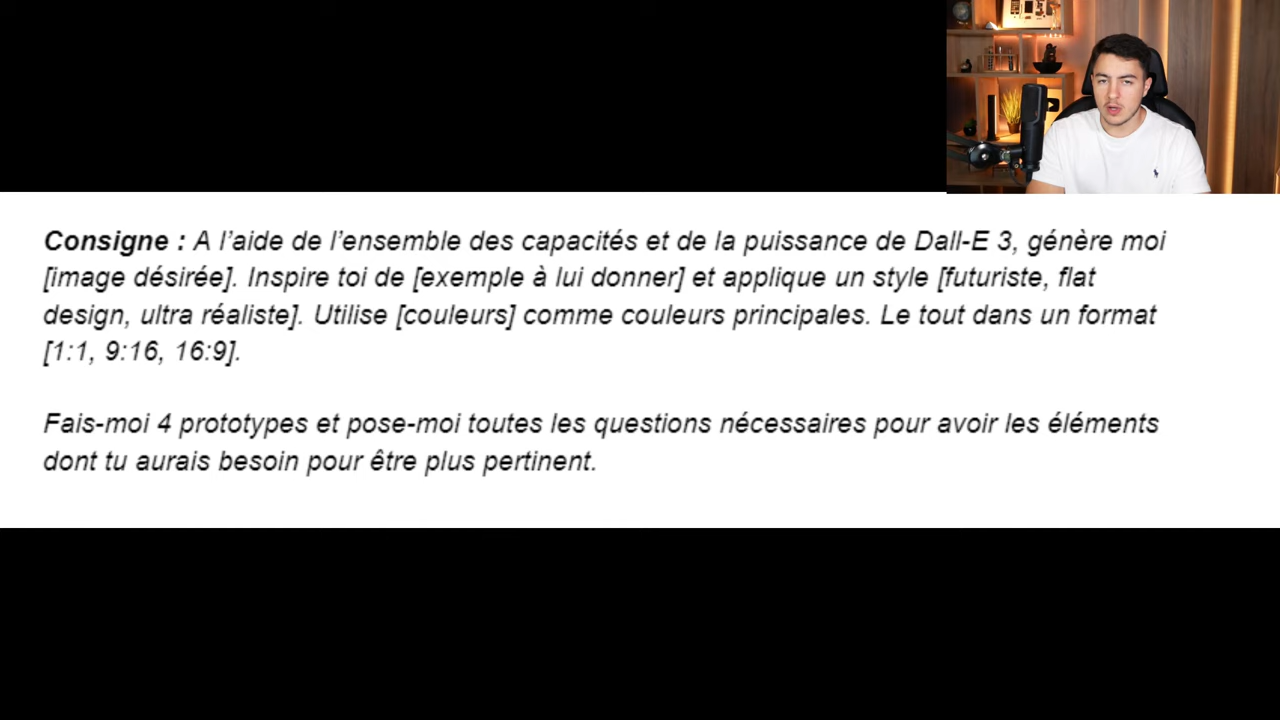 Consigne : A l'aide de l'ensemble des capacités et de la puissance de Dall-E 3, génère moi
[image désirée]. Inspire toi de [exemple à lui donner] et applique un style [futuriste, flat
design, ultra réaliste]. Utilise [couleurs] comme couleurs principales. Le tout dans un format
[1:1, 9:16, 16:9].
Fais-moi 4 prototypes et pose-moi toutes les questions nécessaires pour avoir les éléments
dont tu aurais besoin pour être plus pertinent.